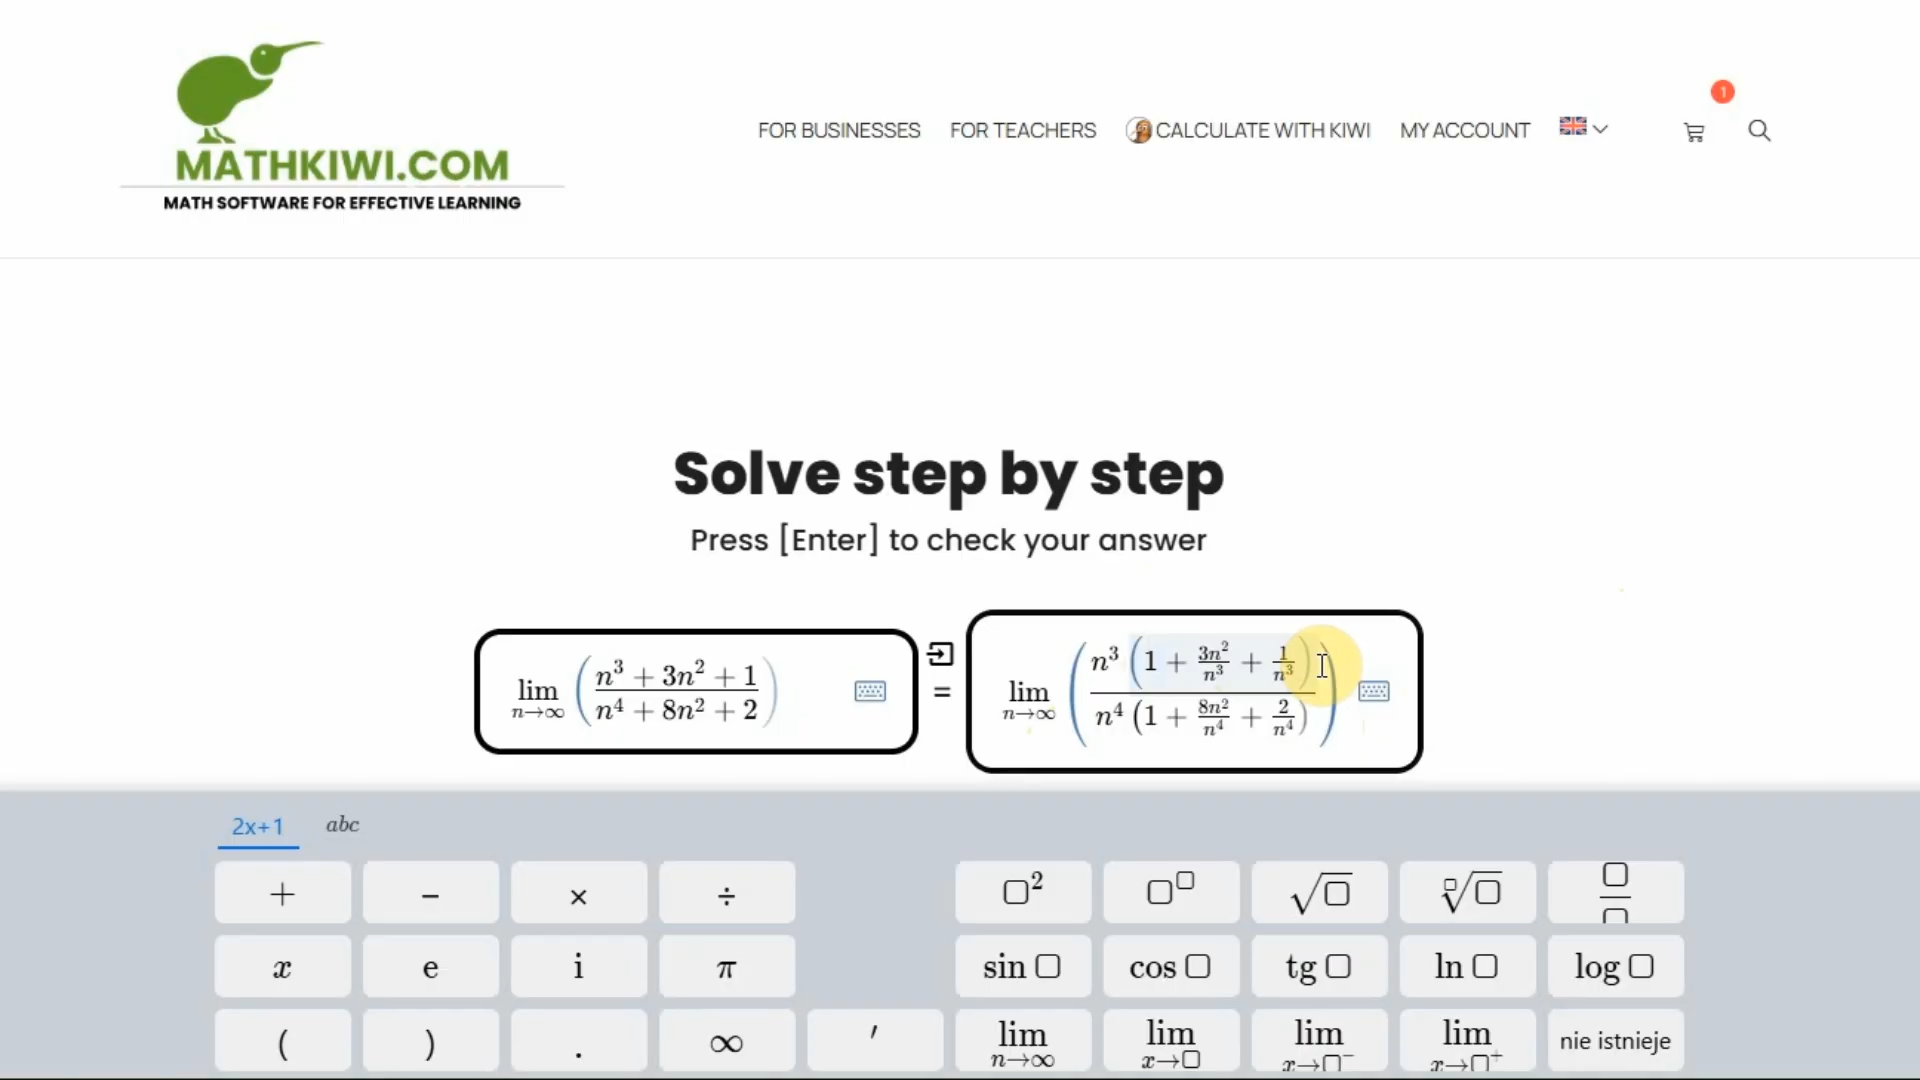 1
FOR BUSINESSES FOR TEACHERS CALCULATE WITH KIWI MY ACCOUNT
MATHKIWI.COM
MATH SOFTWARE FOR EFFECTIVE LEARNING
Solve step by step
Press [Enter] to check your answer
lim n→∞ ( (n³ + 3n² + 1) / (n⁴ + 8n² + 2) ) = lim n→∞ ( n³ (1 + 3n²/n³ + 1/n³) / n⁴ (1 + 8n²/n⁴ + 2/n⁴) )
2x+1 abc
+ − × ÷ □² □^□ √□ □√□ □/□
x e i π sin □ cos □ tg □ ln □ log □
( ) . ∞ ′ lim n→∞ lim x→□ lim x→□⁻ lim x→□⁺ nie istnieje